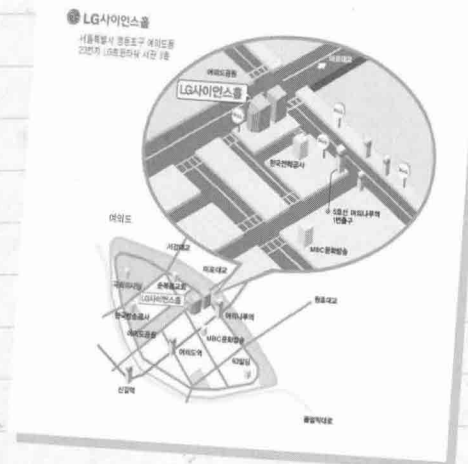 LG사이언스홀
서울특별시 영등포구 여의도동
20번지 LG트윈타워 서관 3층
여의도공원
마포대교
LG사이언스홀
한국전력공사
5호선 여의나루역
1번출구
MBC문화방송
여의도
서강대교
마포대교
국회의사당
순복음교회
LG사이언스홀
원효대교
한국방송공사
여의나루역
여의도공원
MBC문화방송
여의도역
63빌딩
신길역
올림픽대로